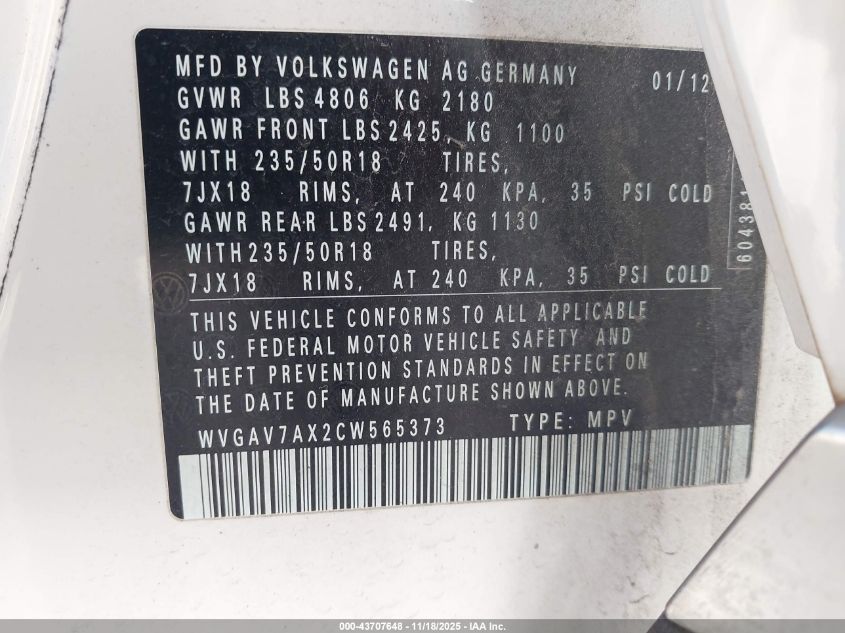 MFD BY VOLKSWAGEN AG GERMANY 01/12
GVWR LBS 4806 KG 2180
GAWR FRONT LBS 2425, KG 1100
WITH 235/50R18 TIRES,
7JX18 RIMS, AT 240 KPA, 35 PSI COLD
GAWR REAR LBS 2491, KG 1130
WITH 235/50R18 TIRES,
7JX18 RIMS, AT 240 KPA, 35 PSI COLD
THIS VEHICLE CONFORMS TO ALL APPLICABLE
U.S. FEDERAL MOTOR VEHICLE SAFETY AND
THEFT PREVENTION STANDARDS IN EFFECT ON
THE DATE OF MANUFACTURE SHOWN ABOVE.
WVGAV7AX2CW565373 TYPE: MPV
604381
000-43707648 - 11/18/2025 - IAA Inc.